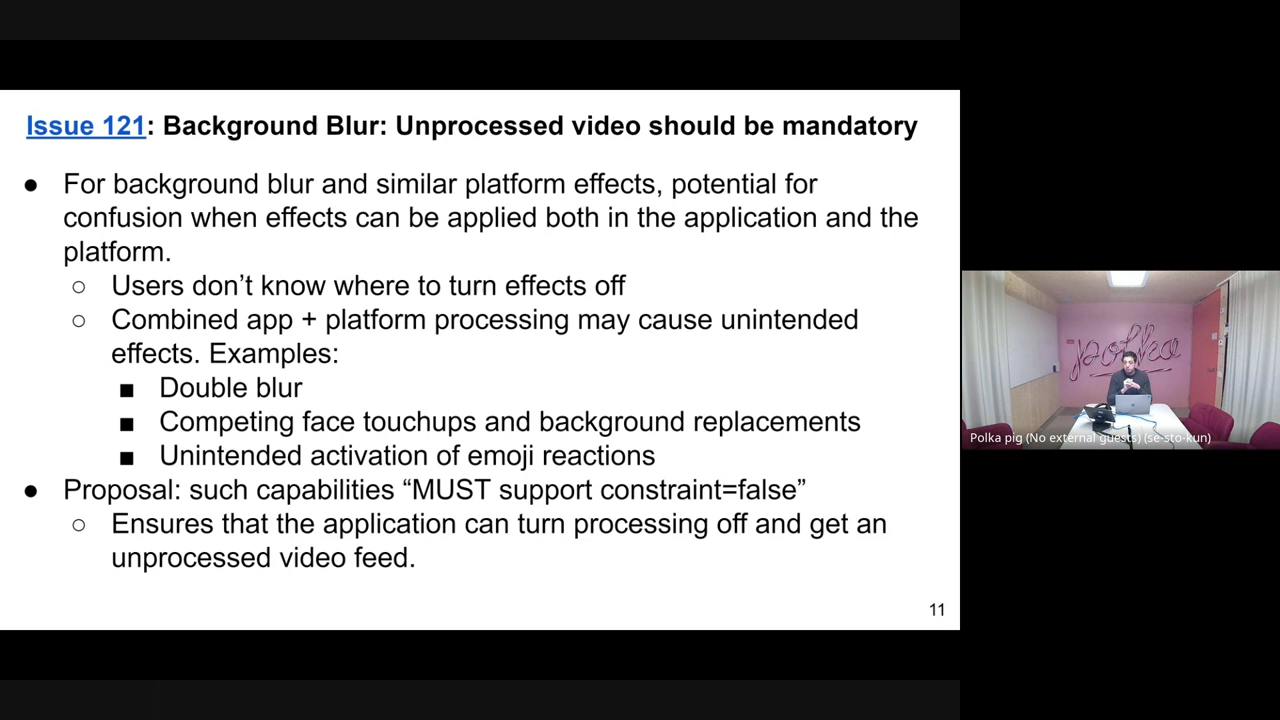 Issue 121: Background Blur: Unprocessed video should be mandatory
● For background blur and similar platform effects, potential for
confusion when effects can be applied both in the application and the
platform.
○ Users don’t know where to turn effects off
○ Combined app + platform processing may cause unintended
effects. Examples:
■ Double blur
■ Competing face touchups and background replacements
■ Unintended activation of emoji reactions
● Proposal: such capabilities “MUST support constraint=false”
○ Ensures that the application can turn processing off and get an
unprocessed video feed.
11
polka
Polka pig (No external guests) (se-sto-kun)